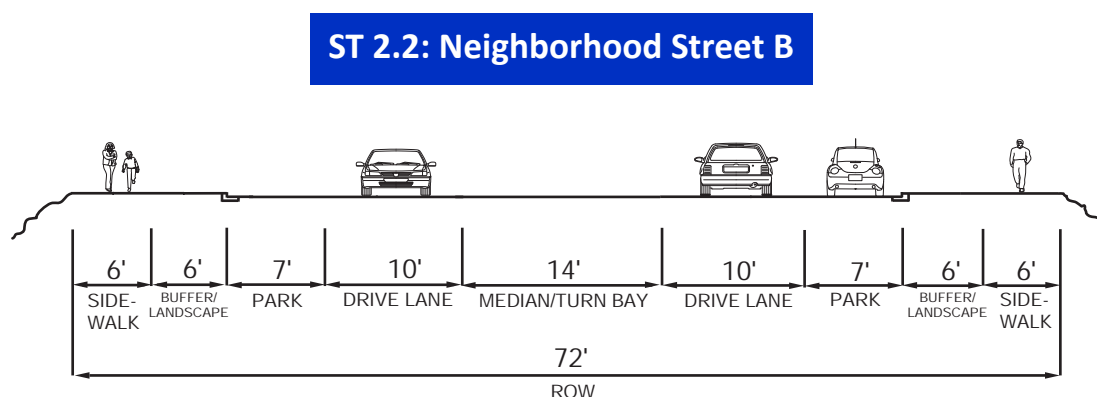 ST 2.2: Neighborhood Street B
6' 6' 7' 10' 14' 10' 7' 6' 6'
SIDE- BUFFER/ PARK DRIVE LANE MEDIAN/TURN BAY DRIVE LANE PARK BUFFER/ SIDE-
WALK LANDSCAPE LANDSCAPE WALK
72'
ROW